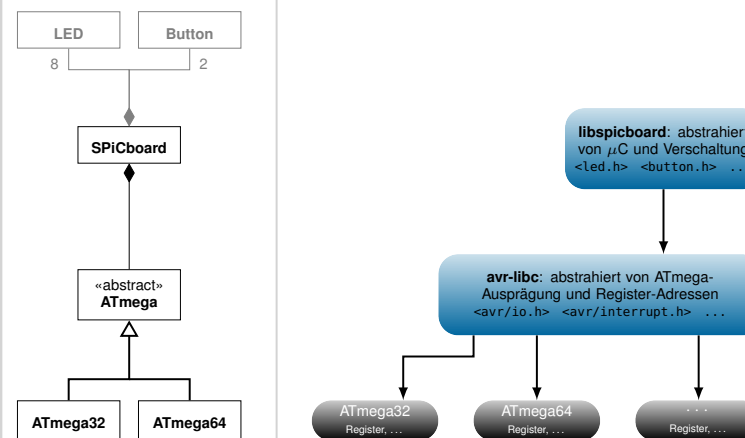 LED
Button
8
2
SPiCboard
«abstract»
ATmega
ATmega32
ATmega64
libspicboard: abstrahiert
von μC und Verschaltung
<led.h> <button.h> ...
avr-libc: abstrahiert von ATmega-
Ausprägung und Register-Adressen
<avr/io.h> <avr/interrupt.h> ...
ATmega32
Register, ...
ATmega64
Register, ...
...
Register, ...